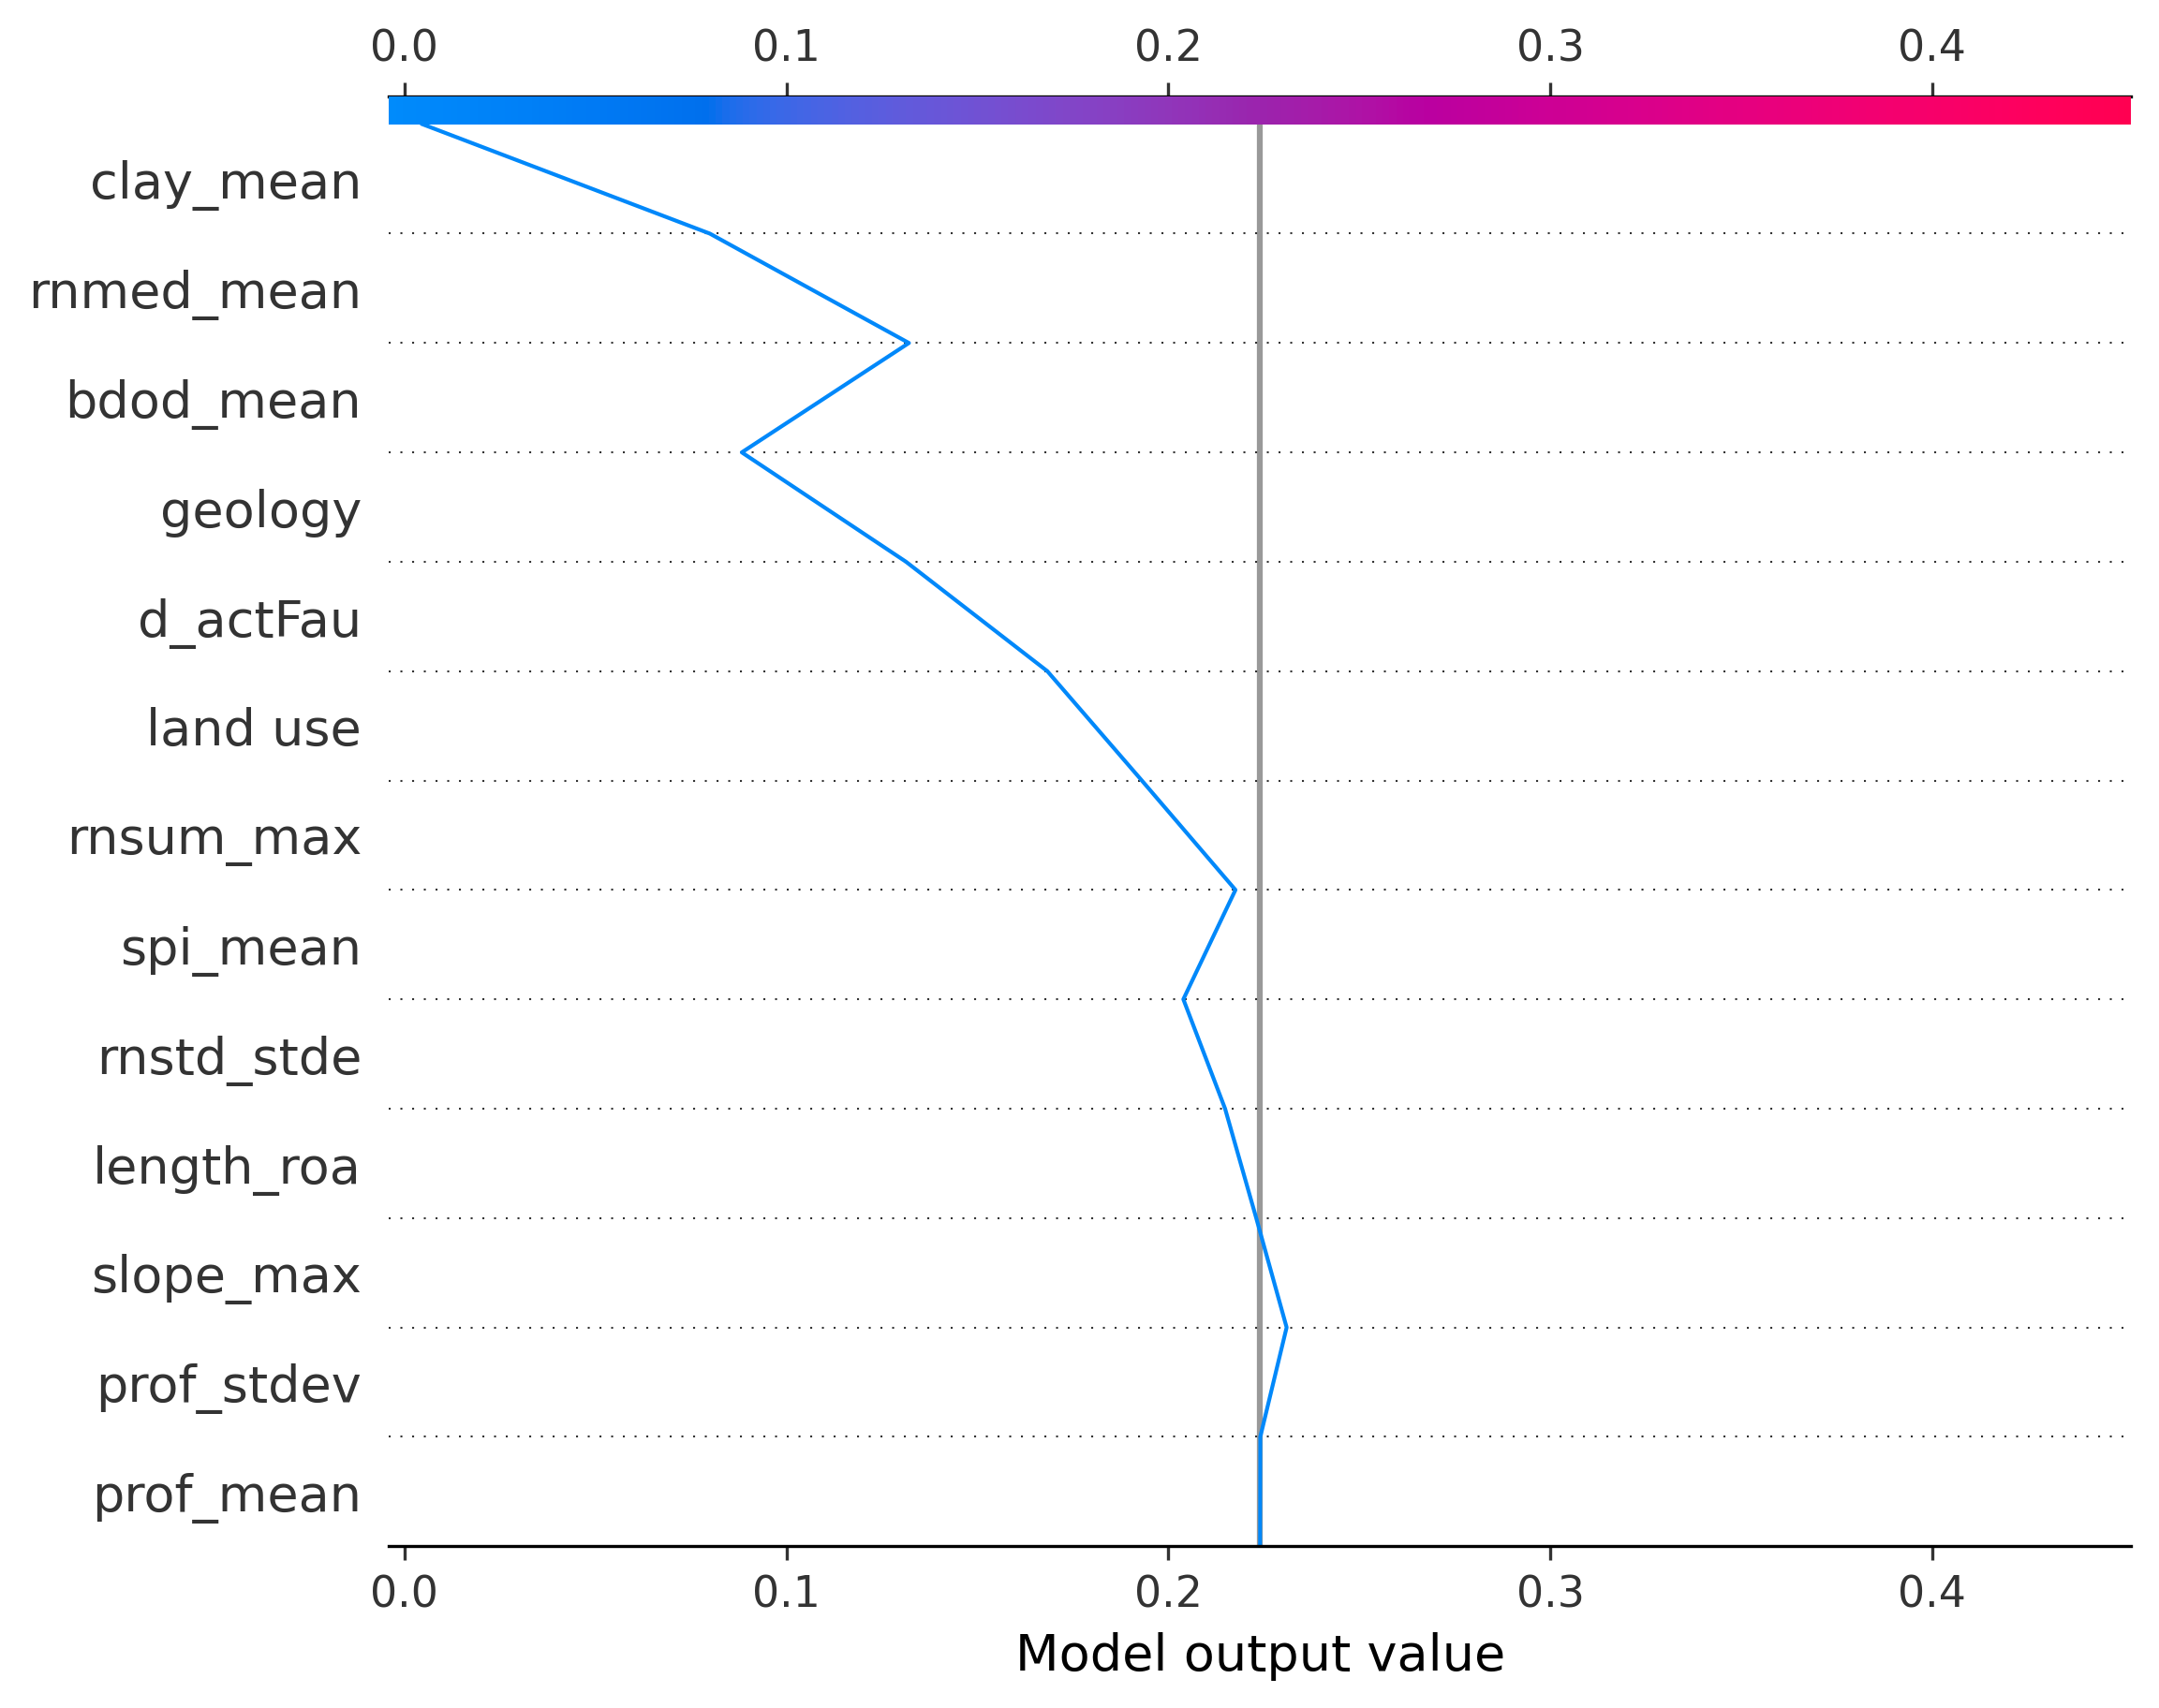 0.0 0.1 0.2 0.3 0.4
clay_mean
rnmed_mean
bdod_mean
geology
d_actFau
land use
rnsum_max
spi_mean
rnstd_stde
length_roa
slope_max
prof_stdev
prof_mean
0.0 0.1 0.2 0.3 0.4
Model output value